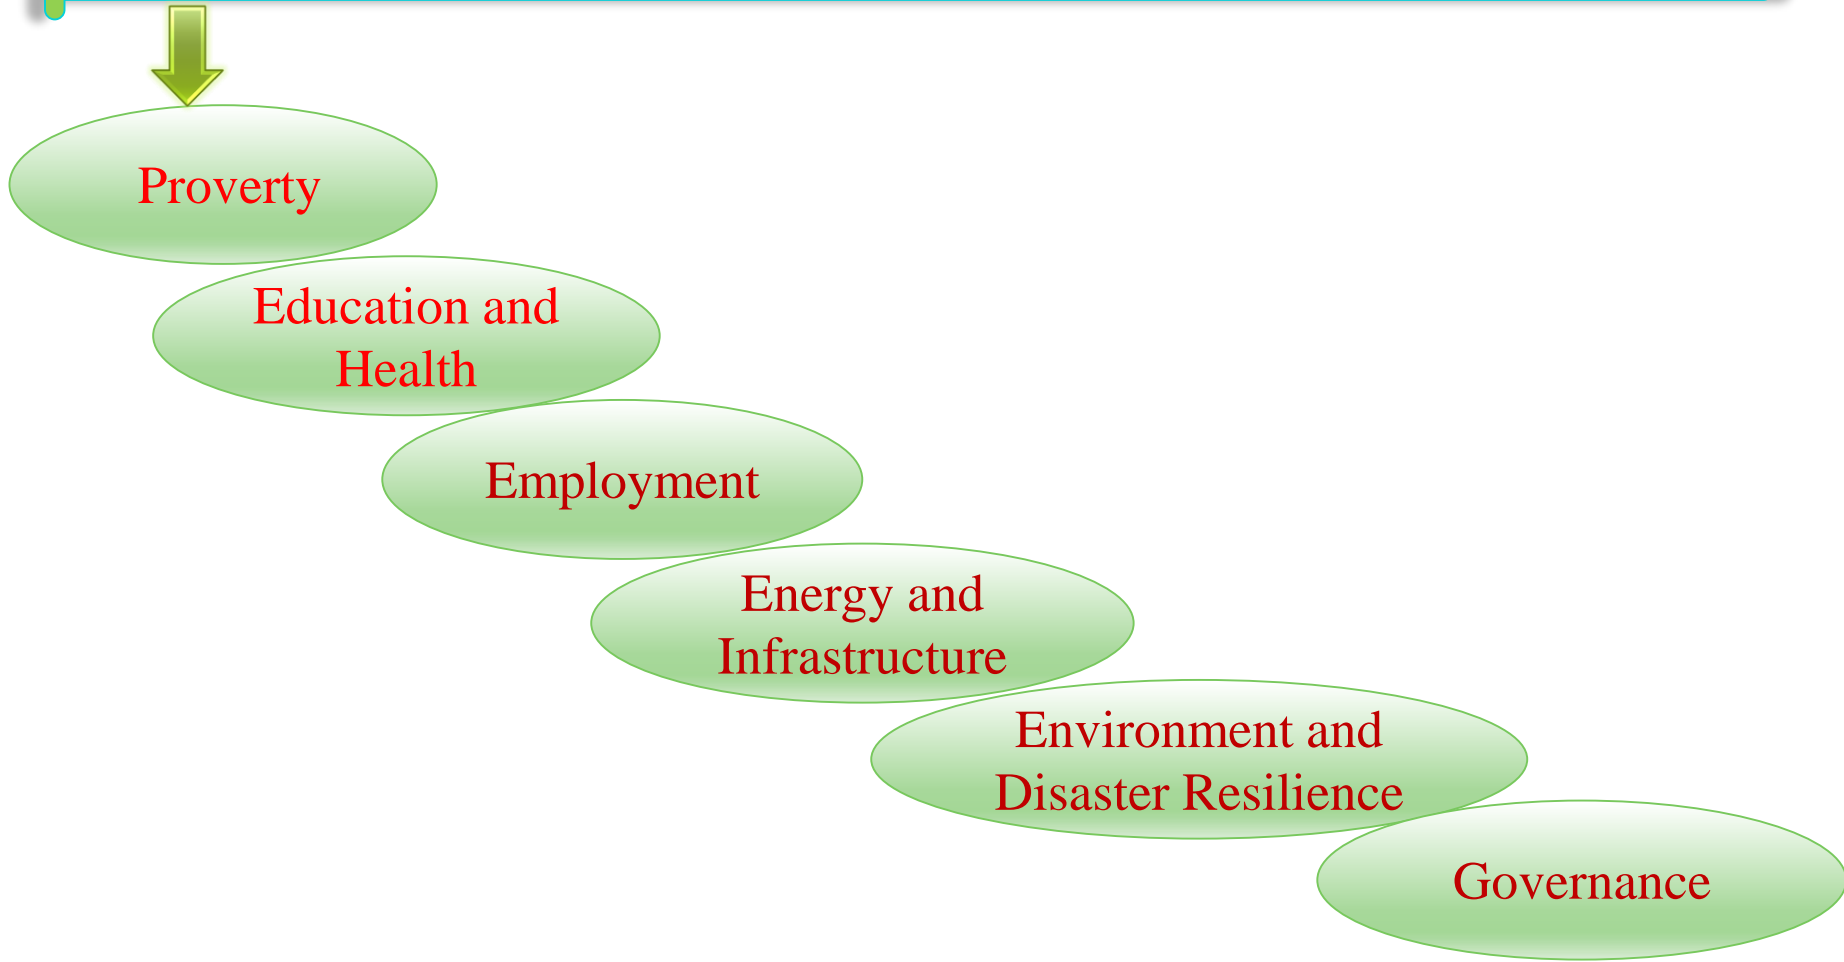 Proverty
Education and
Health
Employment
Energy and
Infrastructure
Environment and
Disaster Resilience
Governance